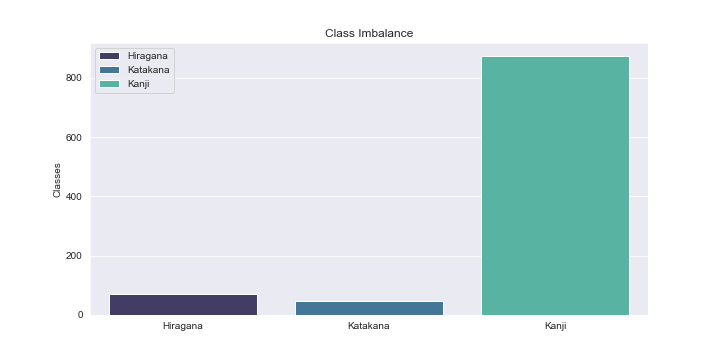 Class Imbalance
Hiragana
Katakana
Kanji
800
600
400
200
0
Classes
Hiragana Katakana Kanji